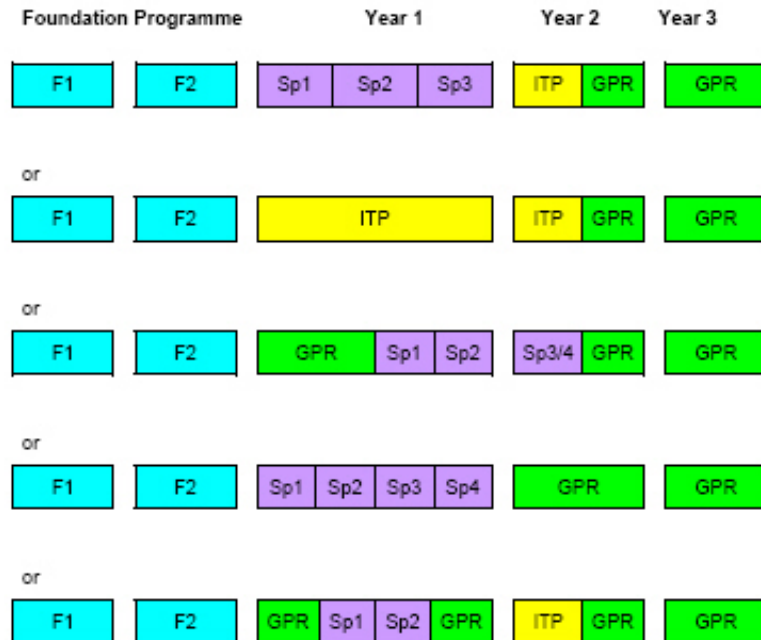 Foundation Programme Year 1 Year 2 Year 3
F1 F2 Sp1 Sp2 Sp3 ITP GPR GPR
or
F1 F2 ITP ITP GPR GPR
or
F1 F2 GPR Sp1 Sp2 Sp3/4 GPR GPR
or
F1 F2 Sp1 Sp2 Sp3 Sp4 GPR GPR
or
F1 F2 GPR Sp1 Sp2 GPR ITP GPR GPR